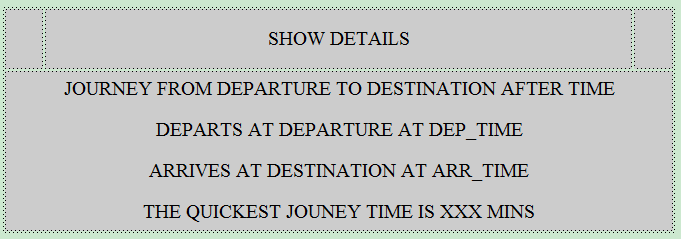 SHOW DETAILS
JOURNEY FROM DEPARTURE TO DESTINATION AFTER TIME
DEPARTS AT DEPARTURE AT DEP_TIME
ARRIVES AT DESTINATION AT ARR_TIME
THE QUICKEST JOUNEY TIME IS XXX MINS